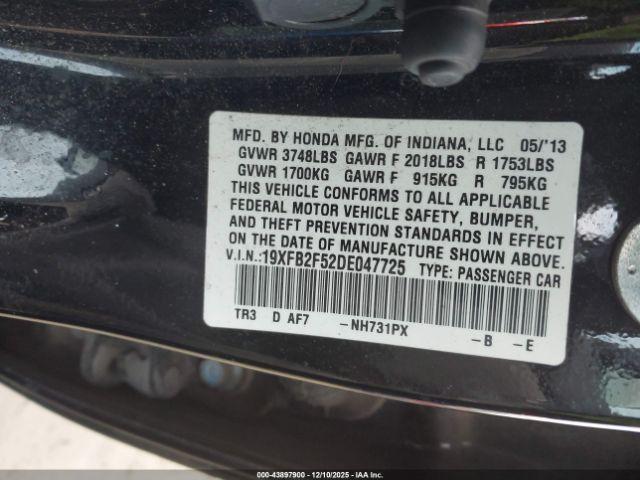 MFD. BY HONDA MFG. OF INDIANA, LLC 05/'13
GVWR 3748LBS GAWR F 2018LBS R 1753LBS
GVWR 1700KG GAWR F 915KG R 795KG
THIS VEHICLE CONFORMS TO ALL APPLICABLE
FEDERAL MOTOR VEHICLE SAFETY, BUMPER,
AND THEFT PREVENTION STANDARDS IN EFFECT
ON THE DATE OF MANUFACTURE SHOWN ABOVE.
V.I.N.:19XFB2F52DE047725 TYPE: PASSENGER CAR
TR3 D AF7 -NH731PX -B -E
000-43897900 - 12/10/2025 - IAAI.COM